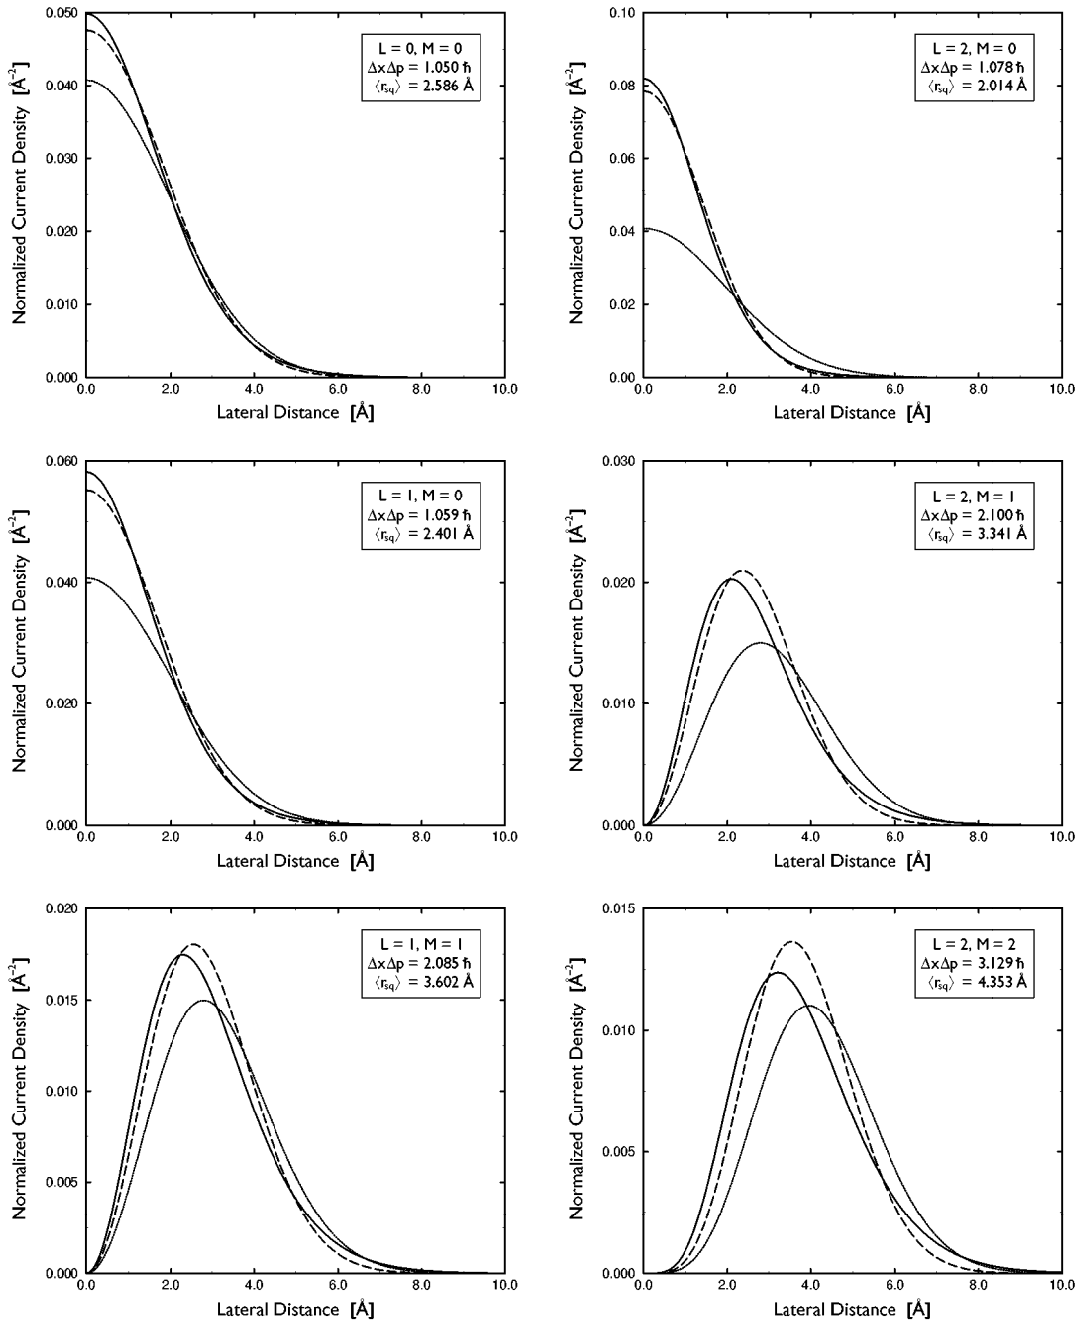 0.050
0.040
0.030
0.020
0.010
0.000
Normalized Current Density [Å⁻²]
L = 0, M = 0
ΔxΔp = 1.050 ħ
⟨r_sq⟩ = 2.586 Å
0.0 2.0 4.0 6.0 8.0 10.0
Lateral Distance [Å]
0.10
0.08
0.06
0.04
0.02
0.00
Normalized Current Density [Å⁻²]
L = 2, M = 0
ΔxΔp = 1.078 ħ
⟨r_sq⟩ = 2.014 Å
0.0 2.0 4.0 6.0 8.0 10.0
Lateral Distance [Å]
0.060
0.040
0.020
0.000
Normalized Current Density [Å⁻²]
L = 1, M = 0
ΔxΔp = 1.059 ħ
⟨r_sq⟩ = 2.401 Å
0.0 2.0 4.0 6.0 8.0 10.0
Lateral Distance [Å]
0.030
0.020
0.010
0.000
Normalized Current Density [Å⁻²]
L = 2, M = 1
ΔxΔp = 2.100 ħ
⟨r_sq⟩ = 3.341 Å
0.0 2.0 4.0 6.0 8.0 10.0
Lateral Distance [Å]
0.020
0.015
0.010
0.005
0.000
Normalized Current Density [Å⁻²]
L = 1, M = 1
ΔxΔp = 2.085 ħ
⟨r_sq⟩ = 3.602 Å
0.0 2.0 4.0 6.0 8.0 10.0
Lateral Distance [Å]
0.015
0.010
0.005
0.000
Normalized Current Density [Å⁻²]
L = 2, M = 2
ΔxΔp = 3.129 ħ
⟨r_sq⟩ = 4.353 Å
0.0 2.0 4.0 6.0 8.0 10.0
Lateral Distance [Å]